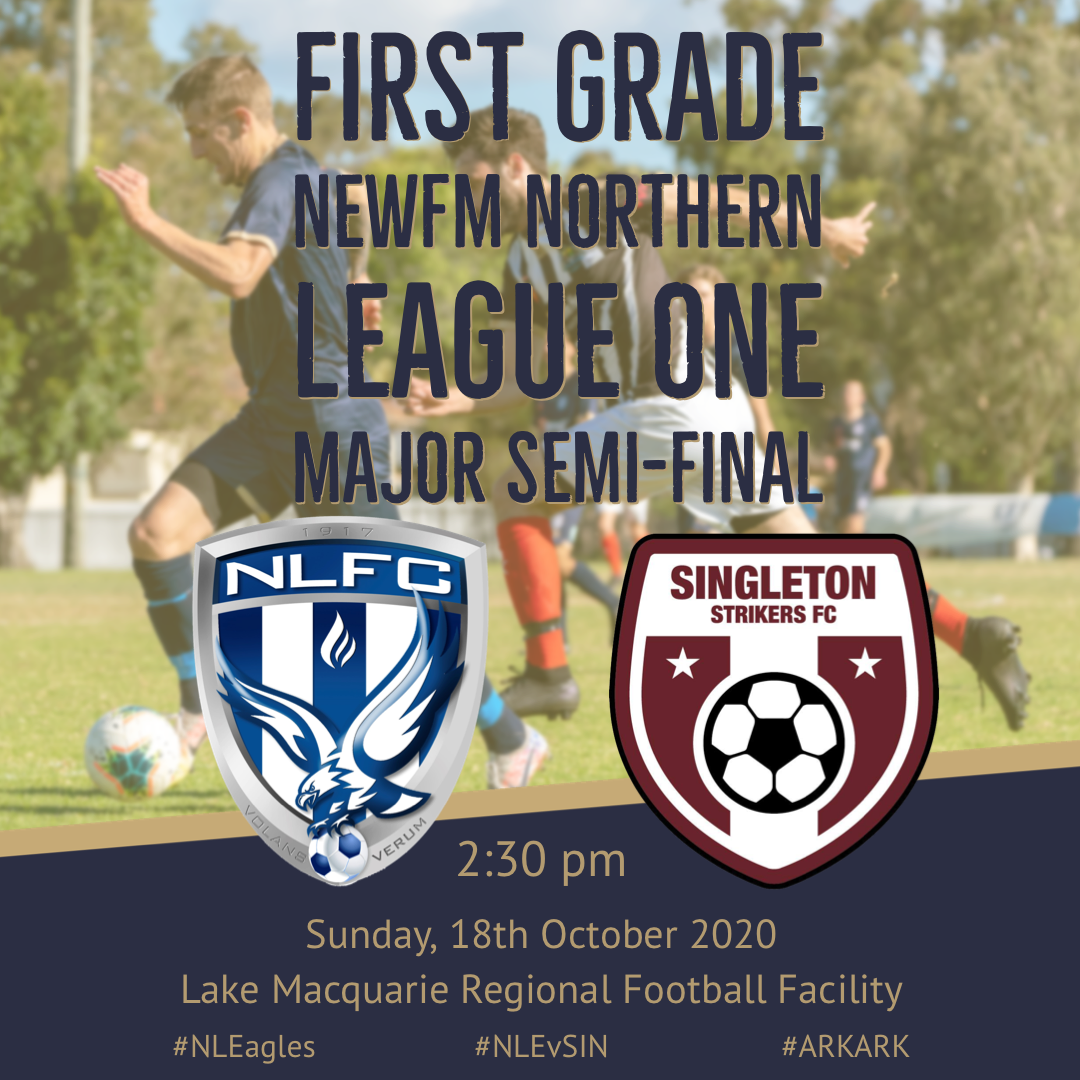 FIRST GRADE
NEWFM NORTHERN
LEAGUE ONE
MAJOR SEMI-FINAL
1917
NLFC
VOLANS VERUM
SINGLETON
STRIKERS FC
2:30 pm
Sunday, 18th October 2020
Lake Macquarie Regional Football Facility
#NLEagles #NLEvSIN #ARKARK